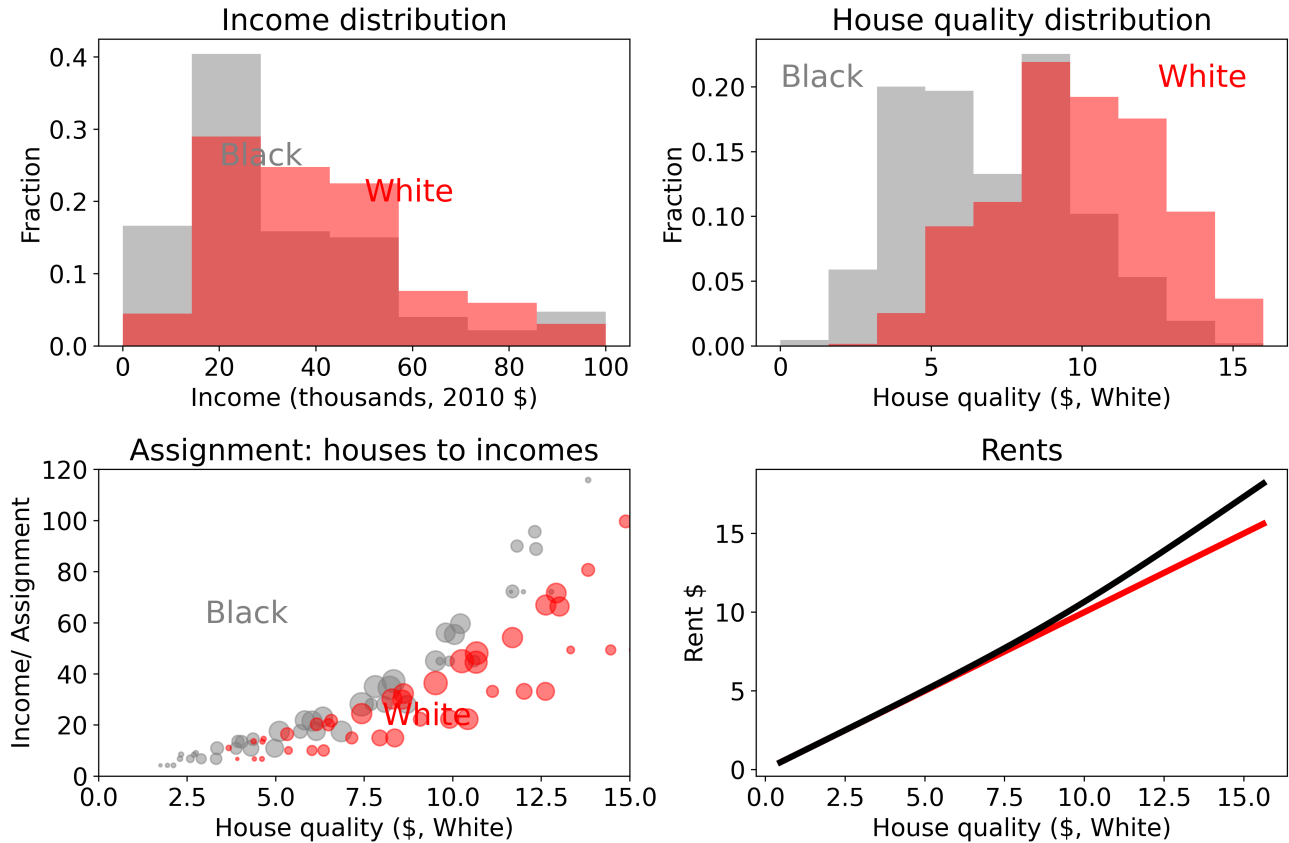 Income distribution
0.4
0.3
0.2
0.1
0.0
Fraction
Black
White
0 20 40 60 80 100
Income (thousands, 2010 $)
House quality distribution
0.20
0.15
0.10
0.05
0.00
Fraction
Black
White
0 5 10 15
House quality ($, White)
Assignment: houses to incomes
120
100
80
60
40
20
0
Income/ Assignment
Black
White
0.0 2.5 5.0 7.5 10.0 12.5 15.0
House quality ($, White)
Rents
15
10
5
0
Rent $
0.0 2.5 5.0 7.5 10.0 12.5 15.0
House quality ($, White)